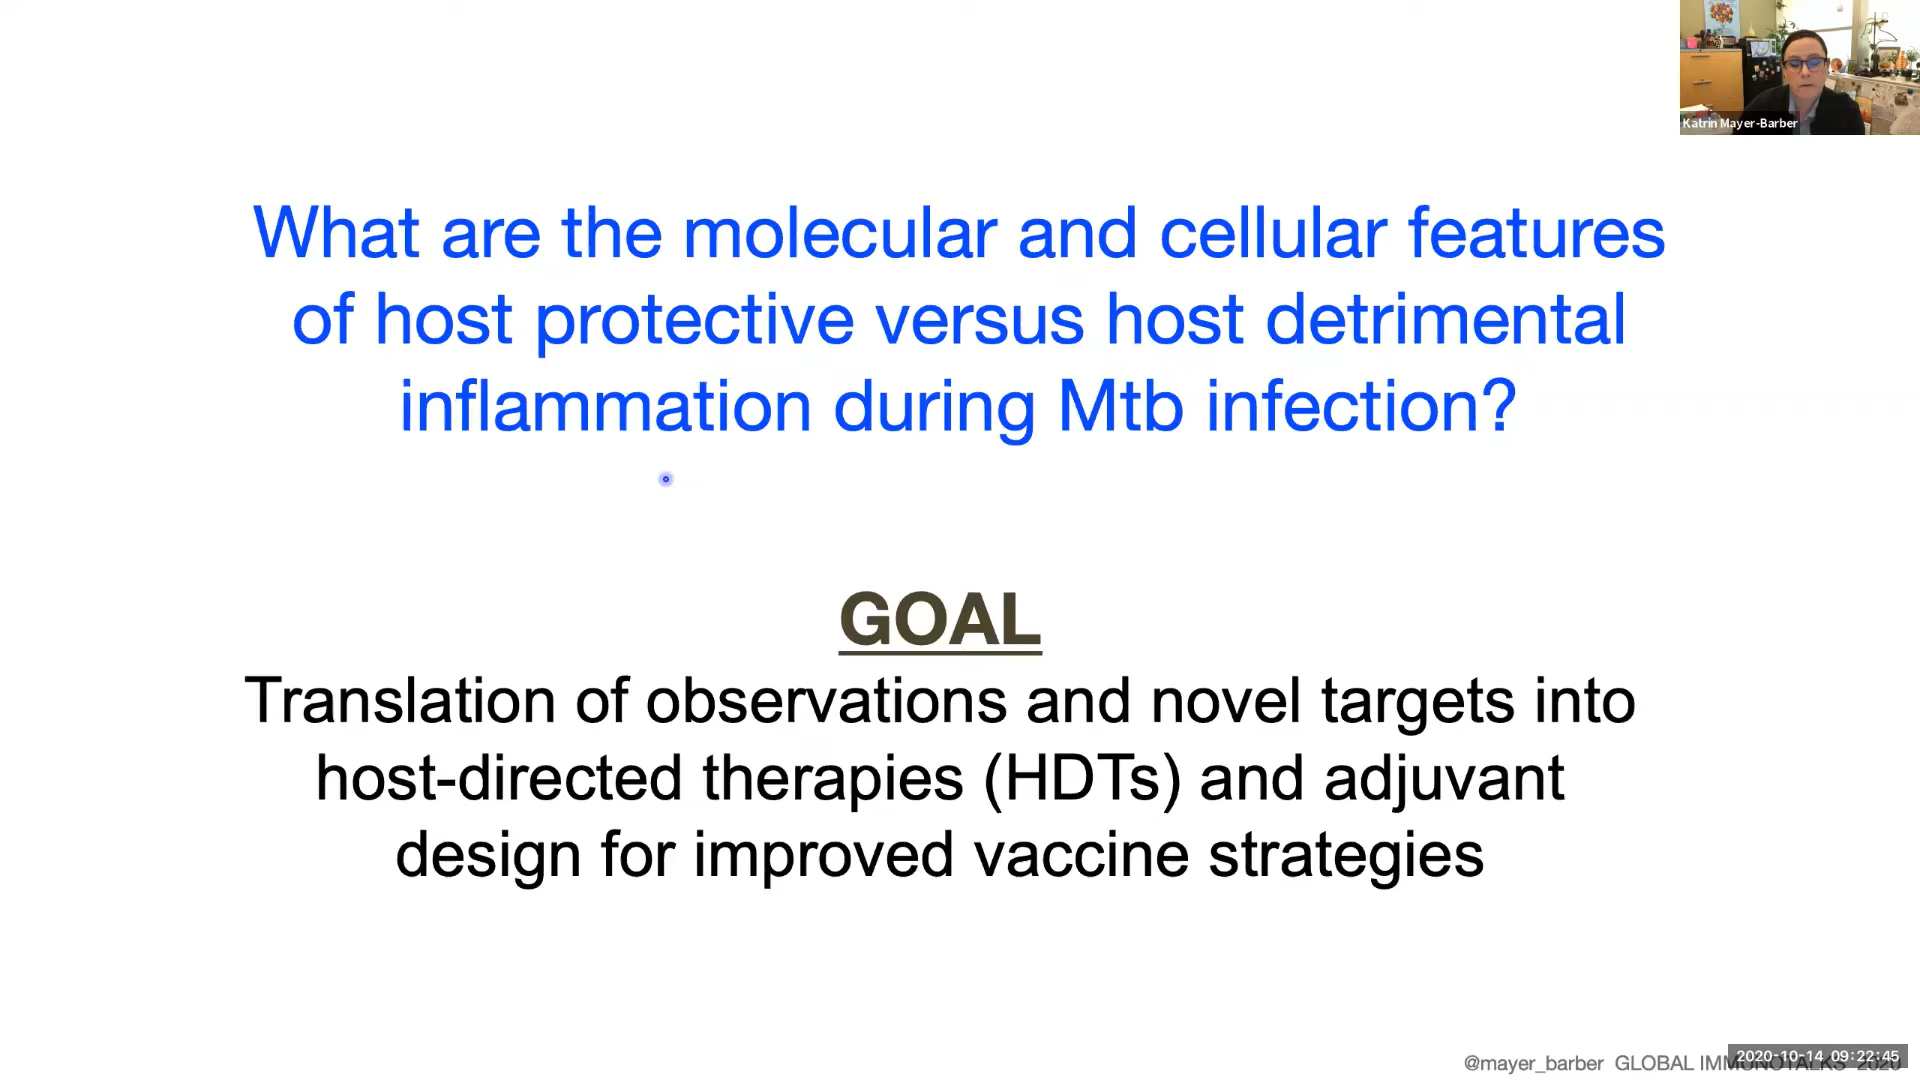 Katrin Mayer-Barber
What are the molecular and cellular features
of host protective versus host detrimental
inflammation during Mtb infection?
GOAL
Translation of observations and novel targets into
host-directed therapies (HDTs) and adjuvant
design for improved vaccine strategies
@mayer_barber GLOBAL IMMUNOTALKS 2020
2020-10-14 09:22:45